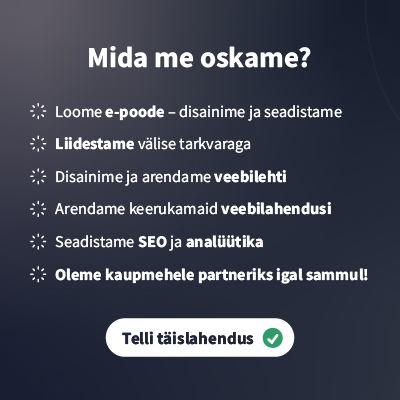 Mida me oskame?
Loome e-poode – disainime ja seadistame
Liidestame välise tarkvaraga
Disainime ja arendame veebilehti
Arendame keerukamaid veebilahendusi
Seadistame SEO ja analüütika
Oleme kaupmehele partneriks igal sammul!
Telli täislahendus